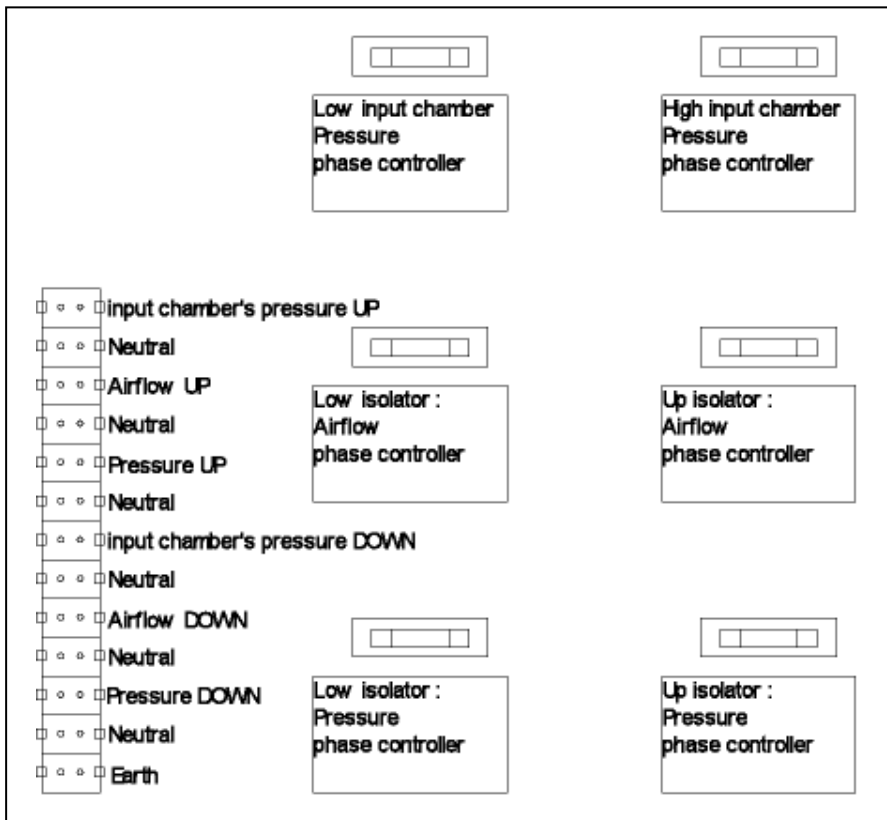 Low input chamber
Pressure
phase controller
High input chamber
Pressure
phase controller
input chamber's pressure UP
Neutral
Airflow UP
Neutral
Pressure UP
Neutral
input chamber's pressure DOWN
Neutral
Airflow DOWN
Neutral
Pressure DOWN
Neutral
Earth
Low isolator :
Airflow
phase controller
Up isolator :
Airflow
phase controller
Low isolator :
Pressure
phase controller
Up isolator :
Pressure
phase controller